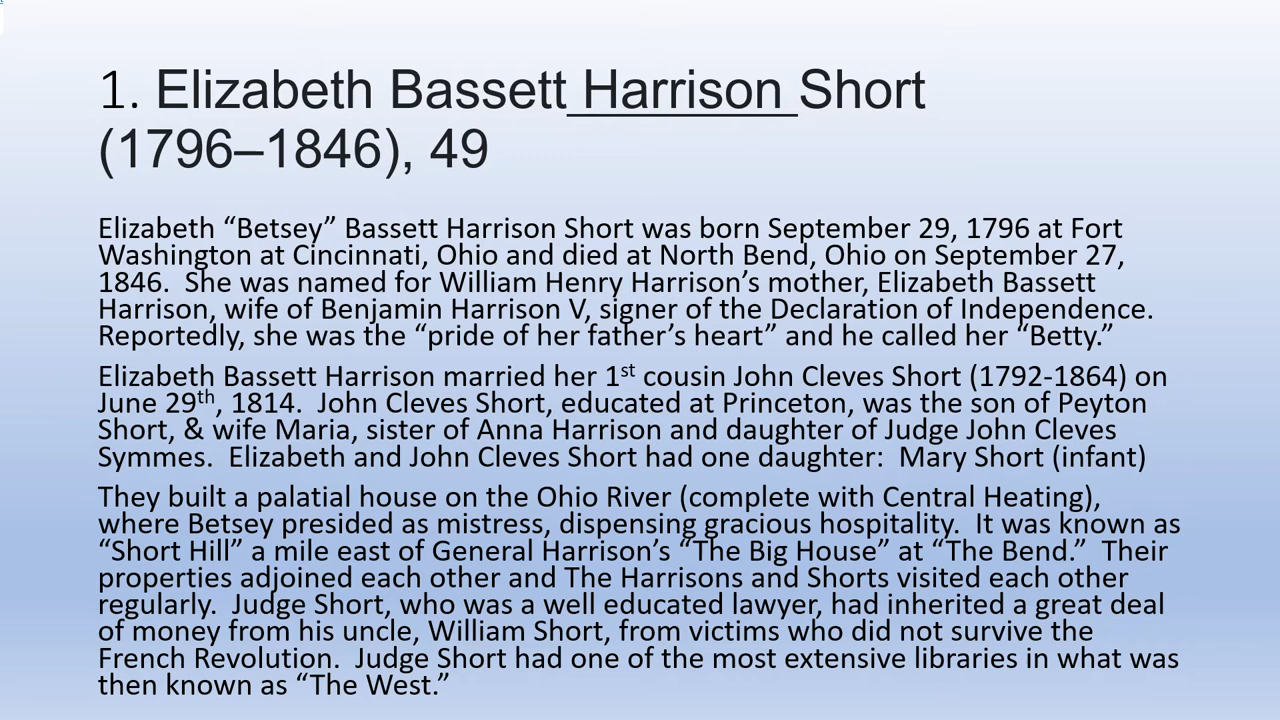 1. Elizabeth Bassett Harrison Short
(1796–1846), 49
Elizabeth “Betsey” Bassett Harrison Short was born September 29, 1796 at Fort
Washington at Cincinnati, Ohio and died at North Bend, Ohio on September 27,
1846.  She was named for William Henry Harrison’s mother, Elizabeth Bassett
Harrison, wife of Benjamin Harrison V, signer of the Declaration of Independence.
Reportedly, she was the “pride of her father’s heart” and he called her “Betty.”
Elizabeth Bassett Harrison married her 1st cousin John Cleves Short (1792-1864) on
June 29th, 1814.  John Cleves Short, educated at Princeton, was the son of Peyton
Short, & wife Maria, sister of Anna Harrison and daughter of Judge John Cleves
Symmes.  Elizabeth and John Cleves Short had one daughter:  Mary Short (infant)
They built a palatial house on the Ohio River (complete with Central Heating),
where Betsey presided as mistress, dispensing gracious hospitality.  It was known as
“Short Hill” a mile east of General Harrison’s “The Big House” at “The Bend.”  Their
properties adjoined each other and The Harrisons and Shorts visited each other
regularly.  Judge Short, who was a well educated lawyer, had inherited a great deal
of money from his uncle, William Short, from victims who did not survive the
French Revolution.  Judge Short had one of the most extensive libraries in what was
then known as “The West.”